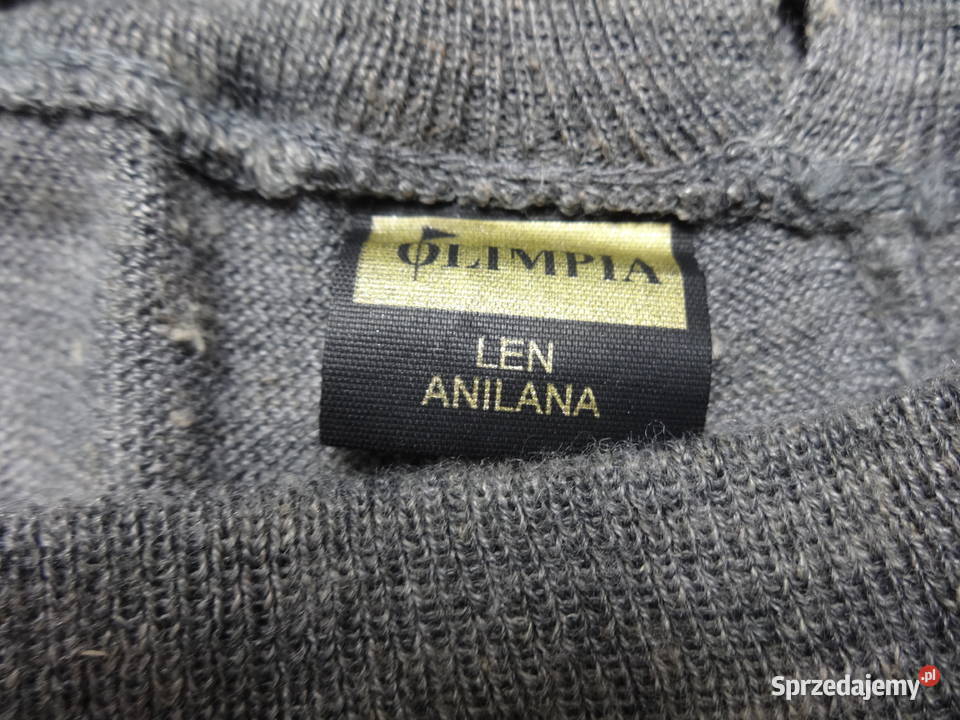 OLIMPIA
LEN
ANILANA
Sprzedajemy.pl